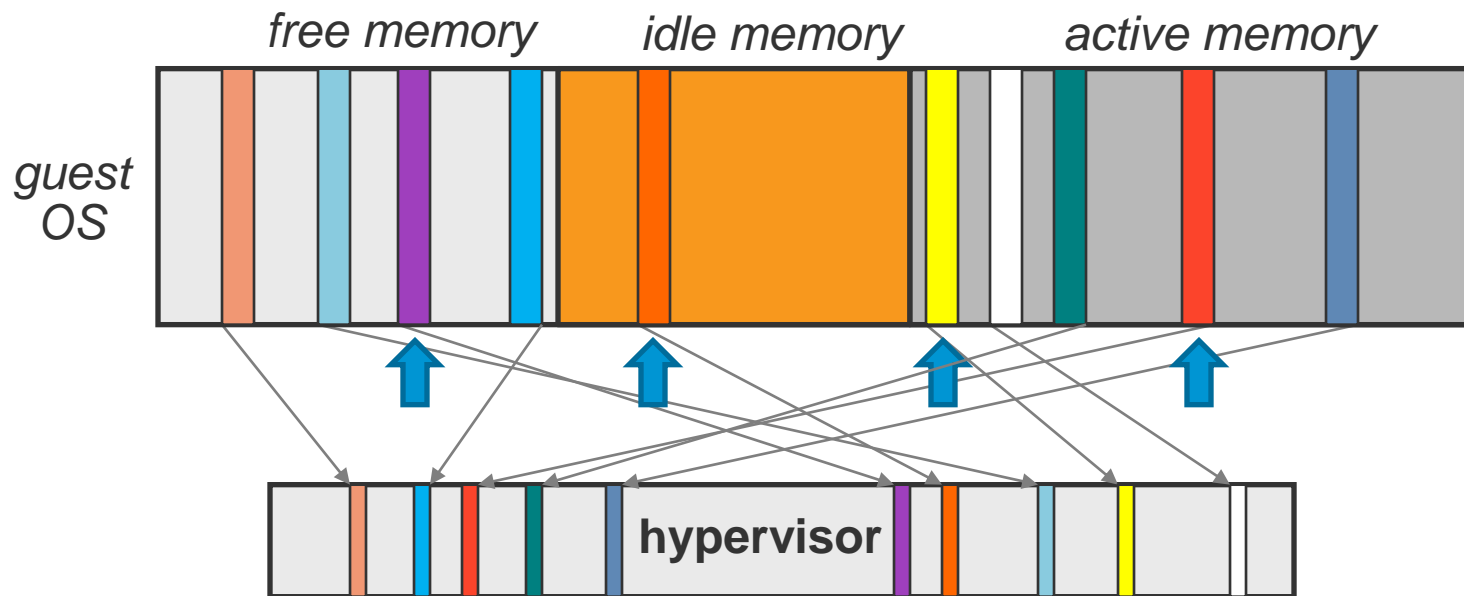 free memory
idle memory
active memory
guest
OS
hypervisor